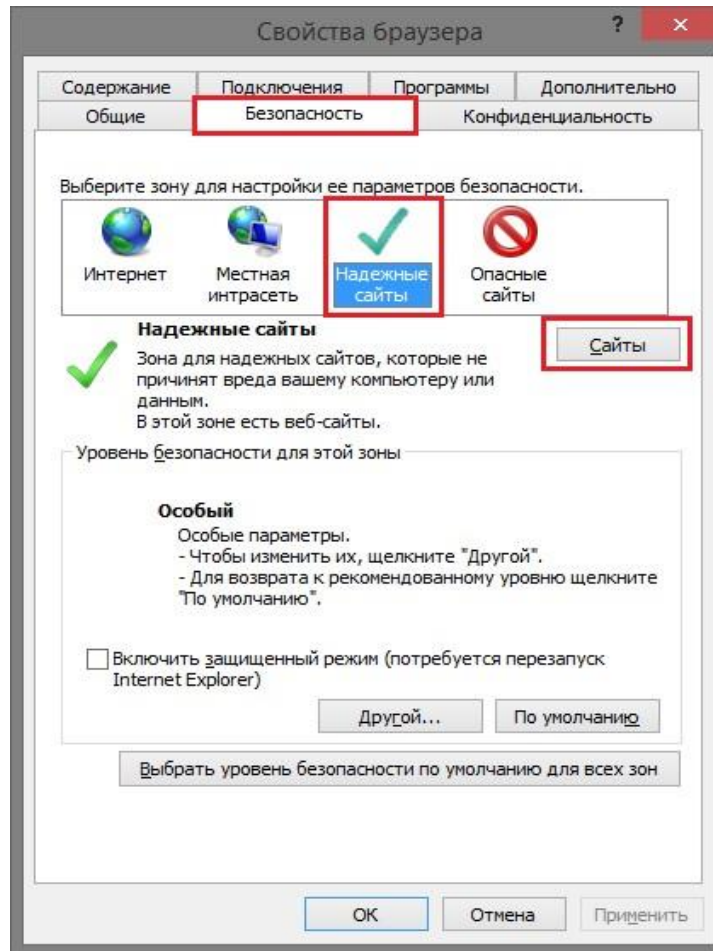 Свойства браузера
?
×
Содержание Подключения Программы Дополнительно
Общие Безопасность Конфиденциальность
Выберите зону для настройки ее параметров безопасности.
Интернет Местная интрасеть Надежные сайты Опасные сайты
Надежные сайты
Сайты
Зона для надежных сайтов, которые не
причинят вреда вашему компьютеру или
данным.
В этой зоне есть веб-сайты.
Уровень безопасности для этой зоны
Особый
Особые параметры.
- Чтобы изменить их, щелкните "Другой".
- Для возврата к рекомендованному уровню щелкните
"По умолчанию".
Включить защищенный режим (потребуется перезапуск
Internet Explorer)
Другой... По умолчанию
Выбрать уровень безопасности по умолчанию для всех зон
OK Отмена Применить